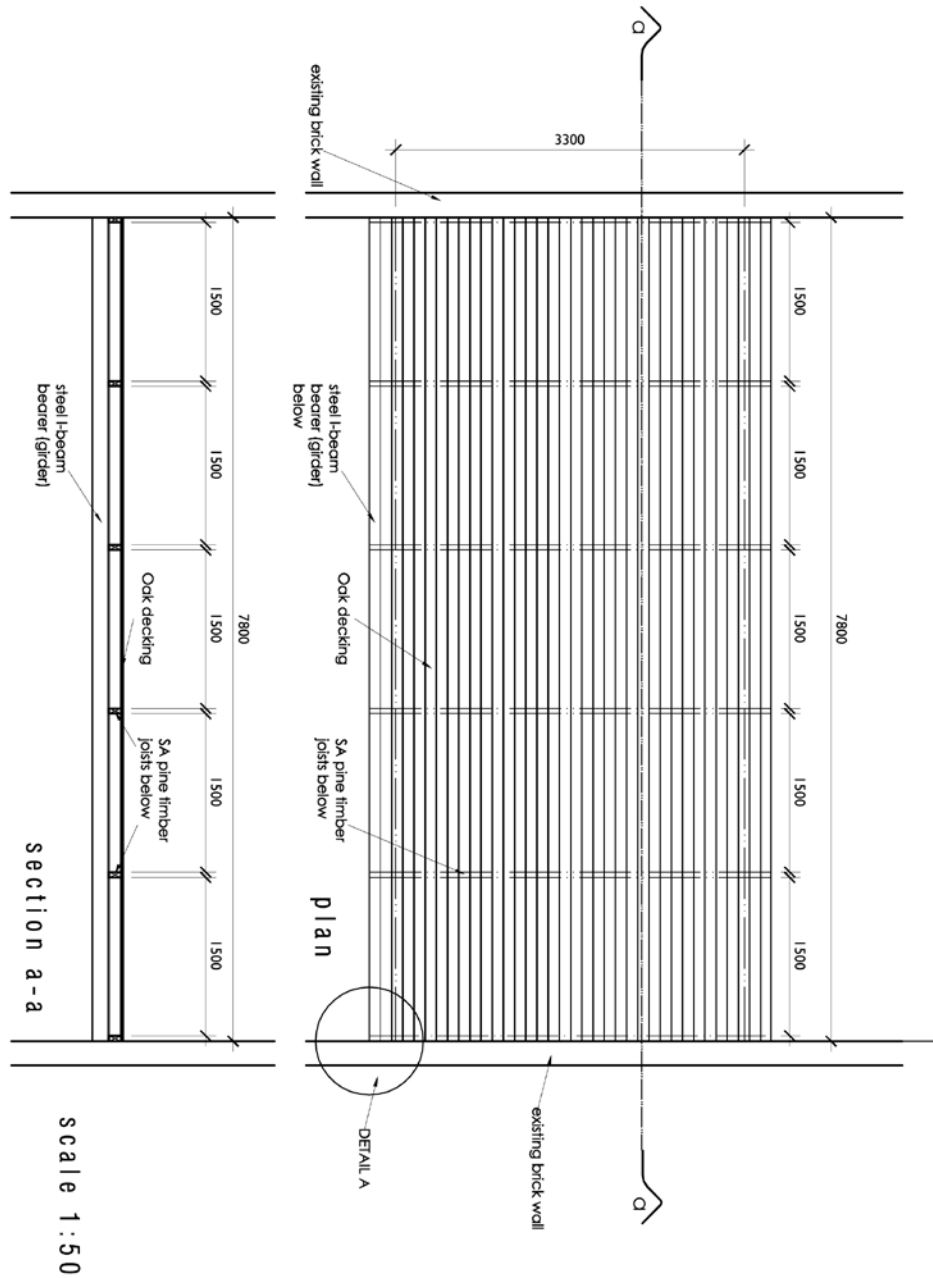 a
existing brick wall
3300
7800
1500
1500
1500
1500
1500
steel I-beam
bearer (girder)
below
Oak decking
SA pine timber
joists below
plan
DETAIL A
existing brick wall
a
7800
1500
1500
1500
1500
1500
steel I-beam
bearer (girder)
Oak decking
SA pine timber
joists below
section a-a
scale 1:50